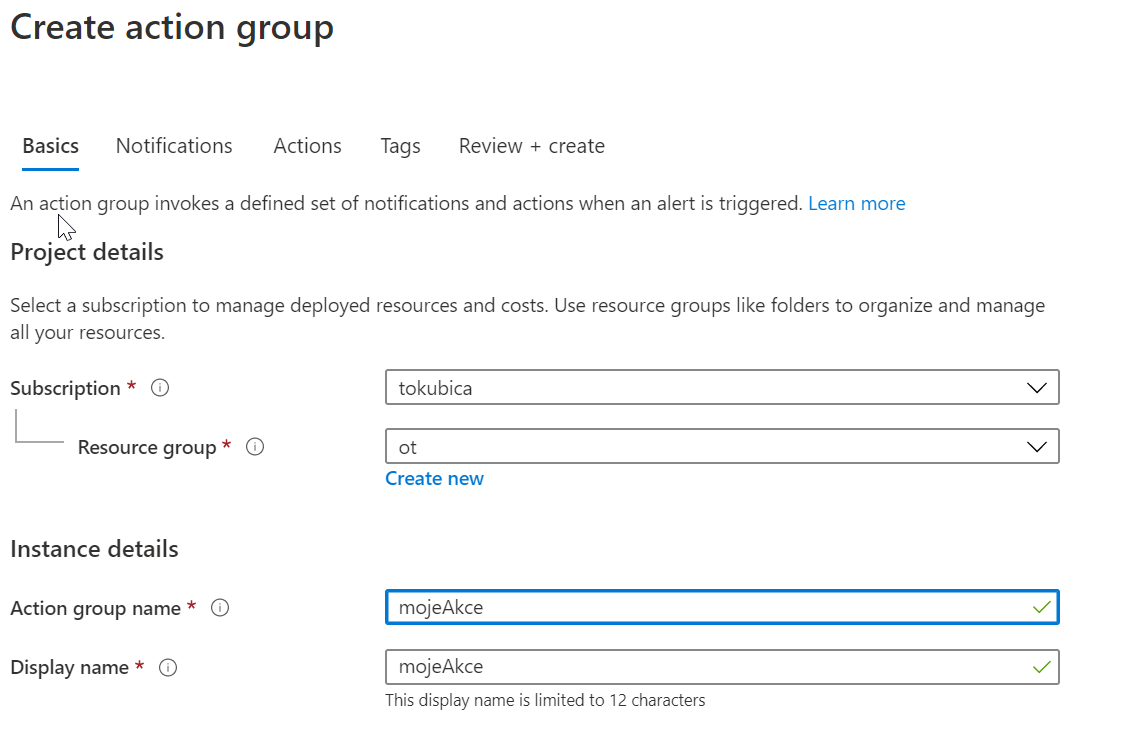 Create action group
Basics Notifications Actions Tags Review + create
An action group invokes a defined set of notifications and actions when an alert is triggered. Learn more
Project details
Select a subscription to manage deployed resources and costs. Use resource groups like folders to organize and manage
all your resources.
Subscription * tokubica
Resource group * ot
Create new
Instance details
Action group name * mojeAkce
Display name * mojeAkce
This display name is limited to 12 characters